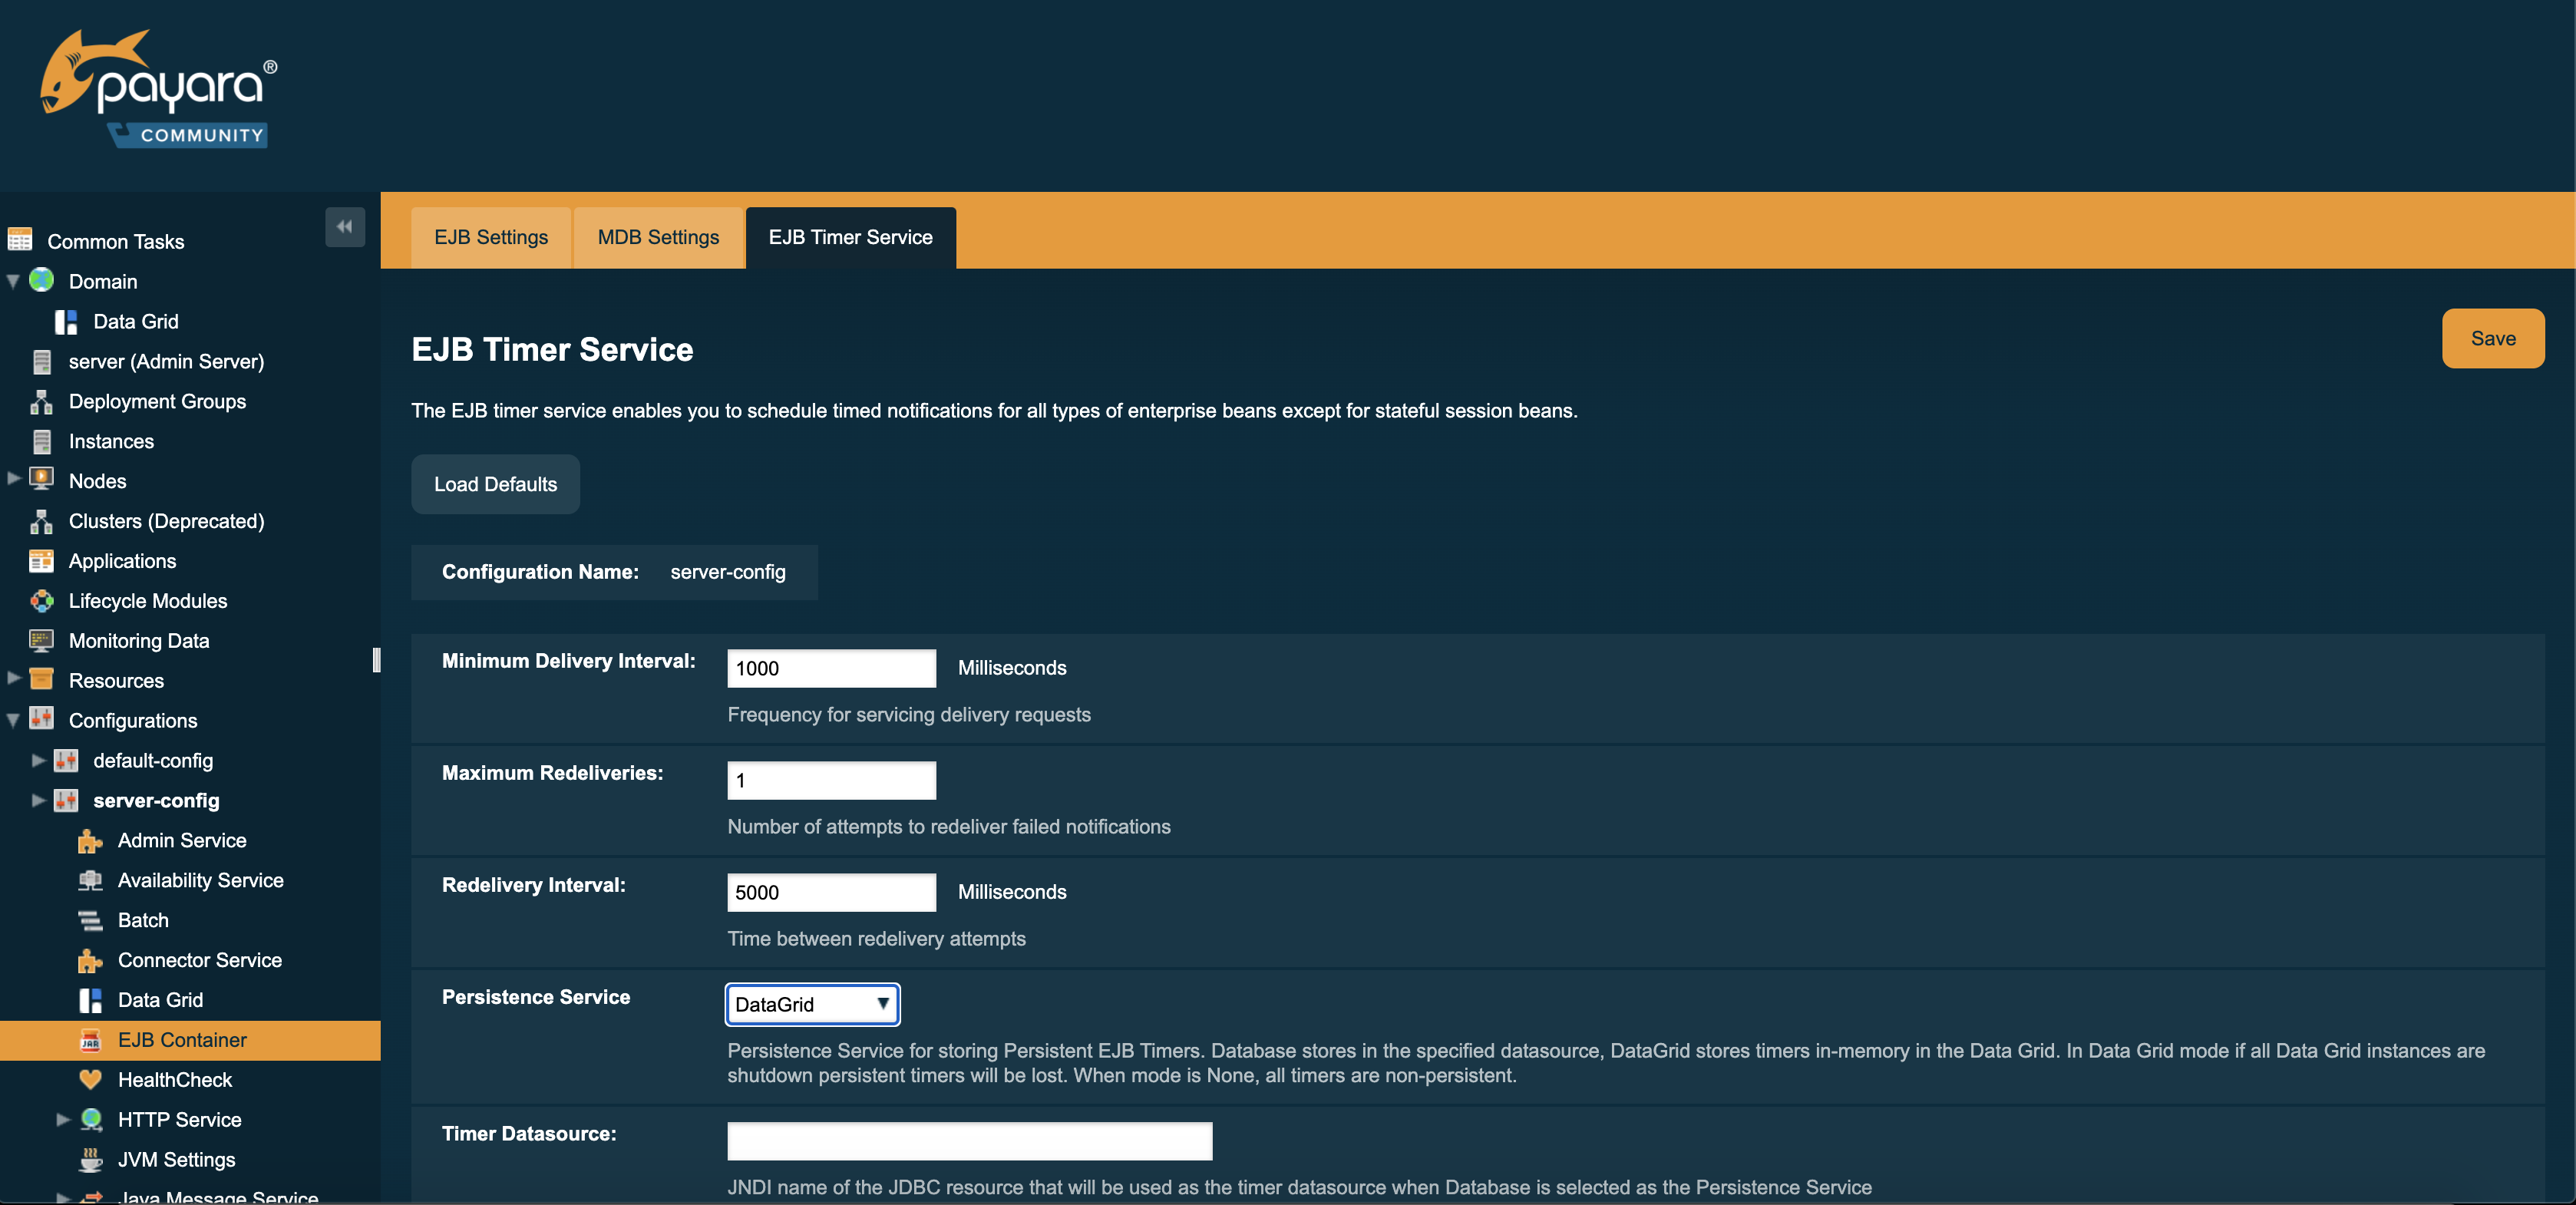 payara®
COMMUNITY
Common Tasks
Domain
Data Grid
server (Admin Server)
Deployment Groups
Instances
Nodes
Clusters (Deprecated)
Applications
Lifecycle Modules
Monitoring Data
Resources
Configurations
default-config
server-config
Admin Service
Availability Service
Batch
Connector Service
Data Grid
JAR
EJB Container
HealthCheck
HTTP Service
JVM Settings
Java Message Service
EJB Settings
MDB Settings
EJB Timer Service
EJB Timer Service
Save
The EJB timer service enables you to schedule timed notifications for all types of enterprise beans except for stateful session beans.
Load Defaults
Configuration Name: server-config
Minimum Delivery Interval: 1000 Milliseconds
Frequency for servicing delivery requests
Maximum Redeliveries: 1
Number of attempts to redeliver failed notifications
Redelivery Interval: 5000 Milliseconds
Time between redelivery attempts
Persistence Service DataGrid
Persistence Service for storing Persistent EJB Timers. Database stores in the specified datasource, DataGrid stores timers in-memory in the Data Grid. In Data Grid mode if all Data Grid instances are
shutdown persistent timers will be lost. When mode is None, all timers are non-persistent.
Timer Datasource:
JNDI name of the JDBC resource that will be used as the timer datasource when Database is selected as the Persistence Service